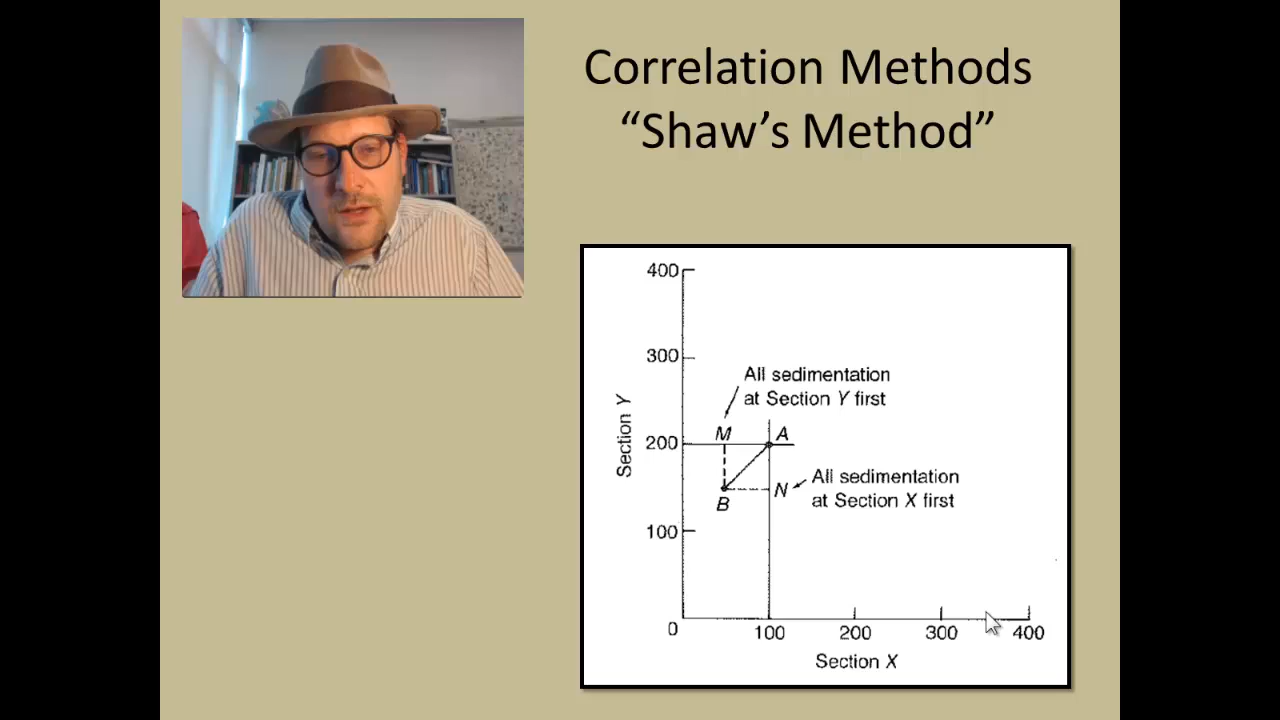 Correlation Methods
“Shaw’s Method”
400
300
All sedimentation
at Section Y first
M
A
200
Section Y
All sedimentation
at Section X first
N
B
100
0
100
200
300
400
Section X